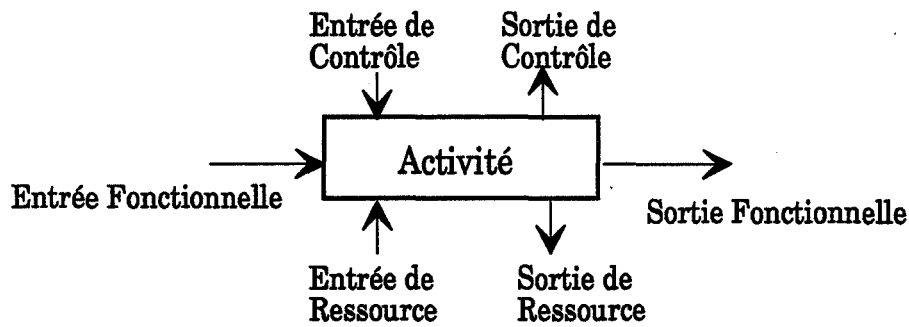 Entrée de
Contrôle
Sortie de
Contrôle
Activité
Entrée Fonctionnelle
Sortie Fonctionnelle
Entrée de
Ressource
Sortie de
Ressource